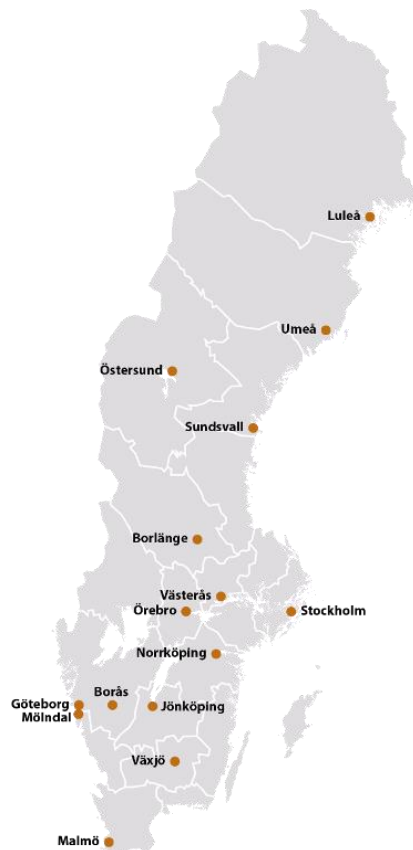 Luleå
Umeå
Östersund
Sundsvall
Borlänge
Västerås
Örebro
Stockholm
Norrköping
Göteborg
Borås
Jönköping
Mölndal
Växjö
Malmö